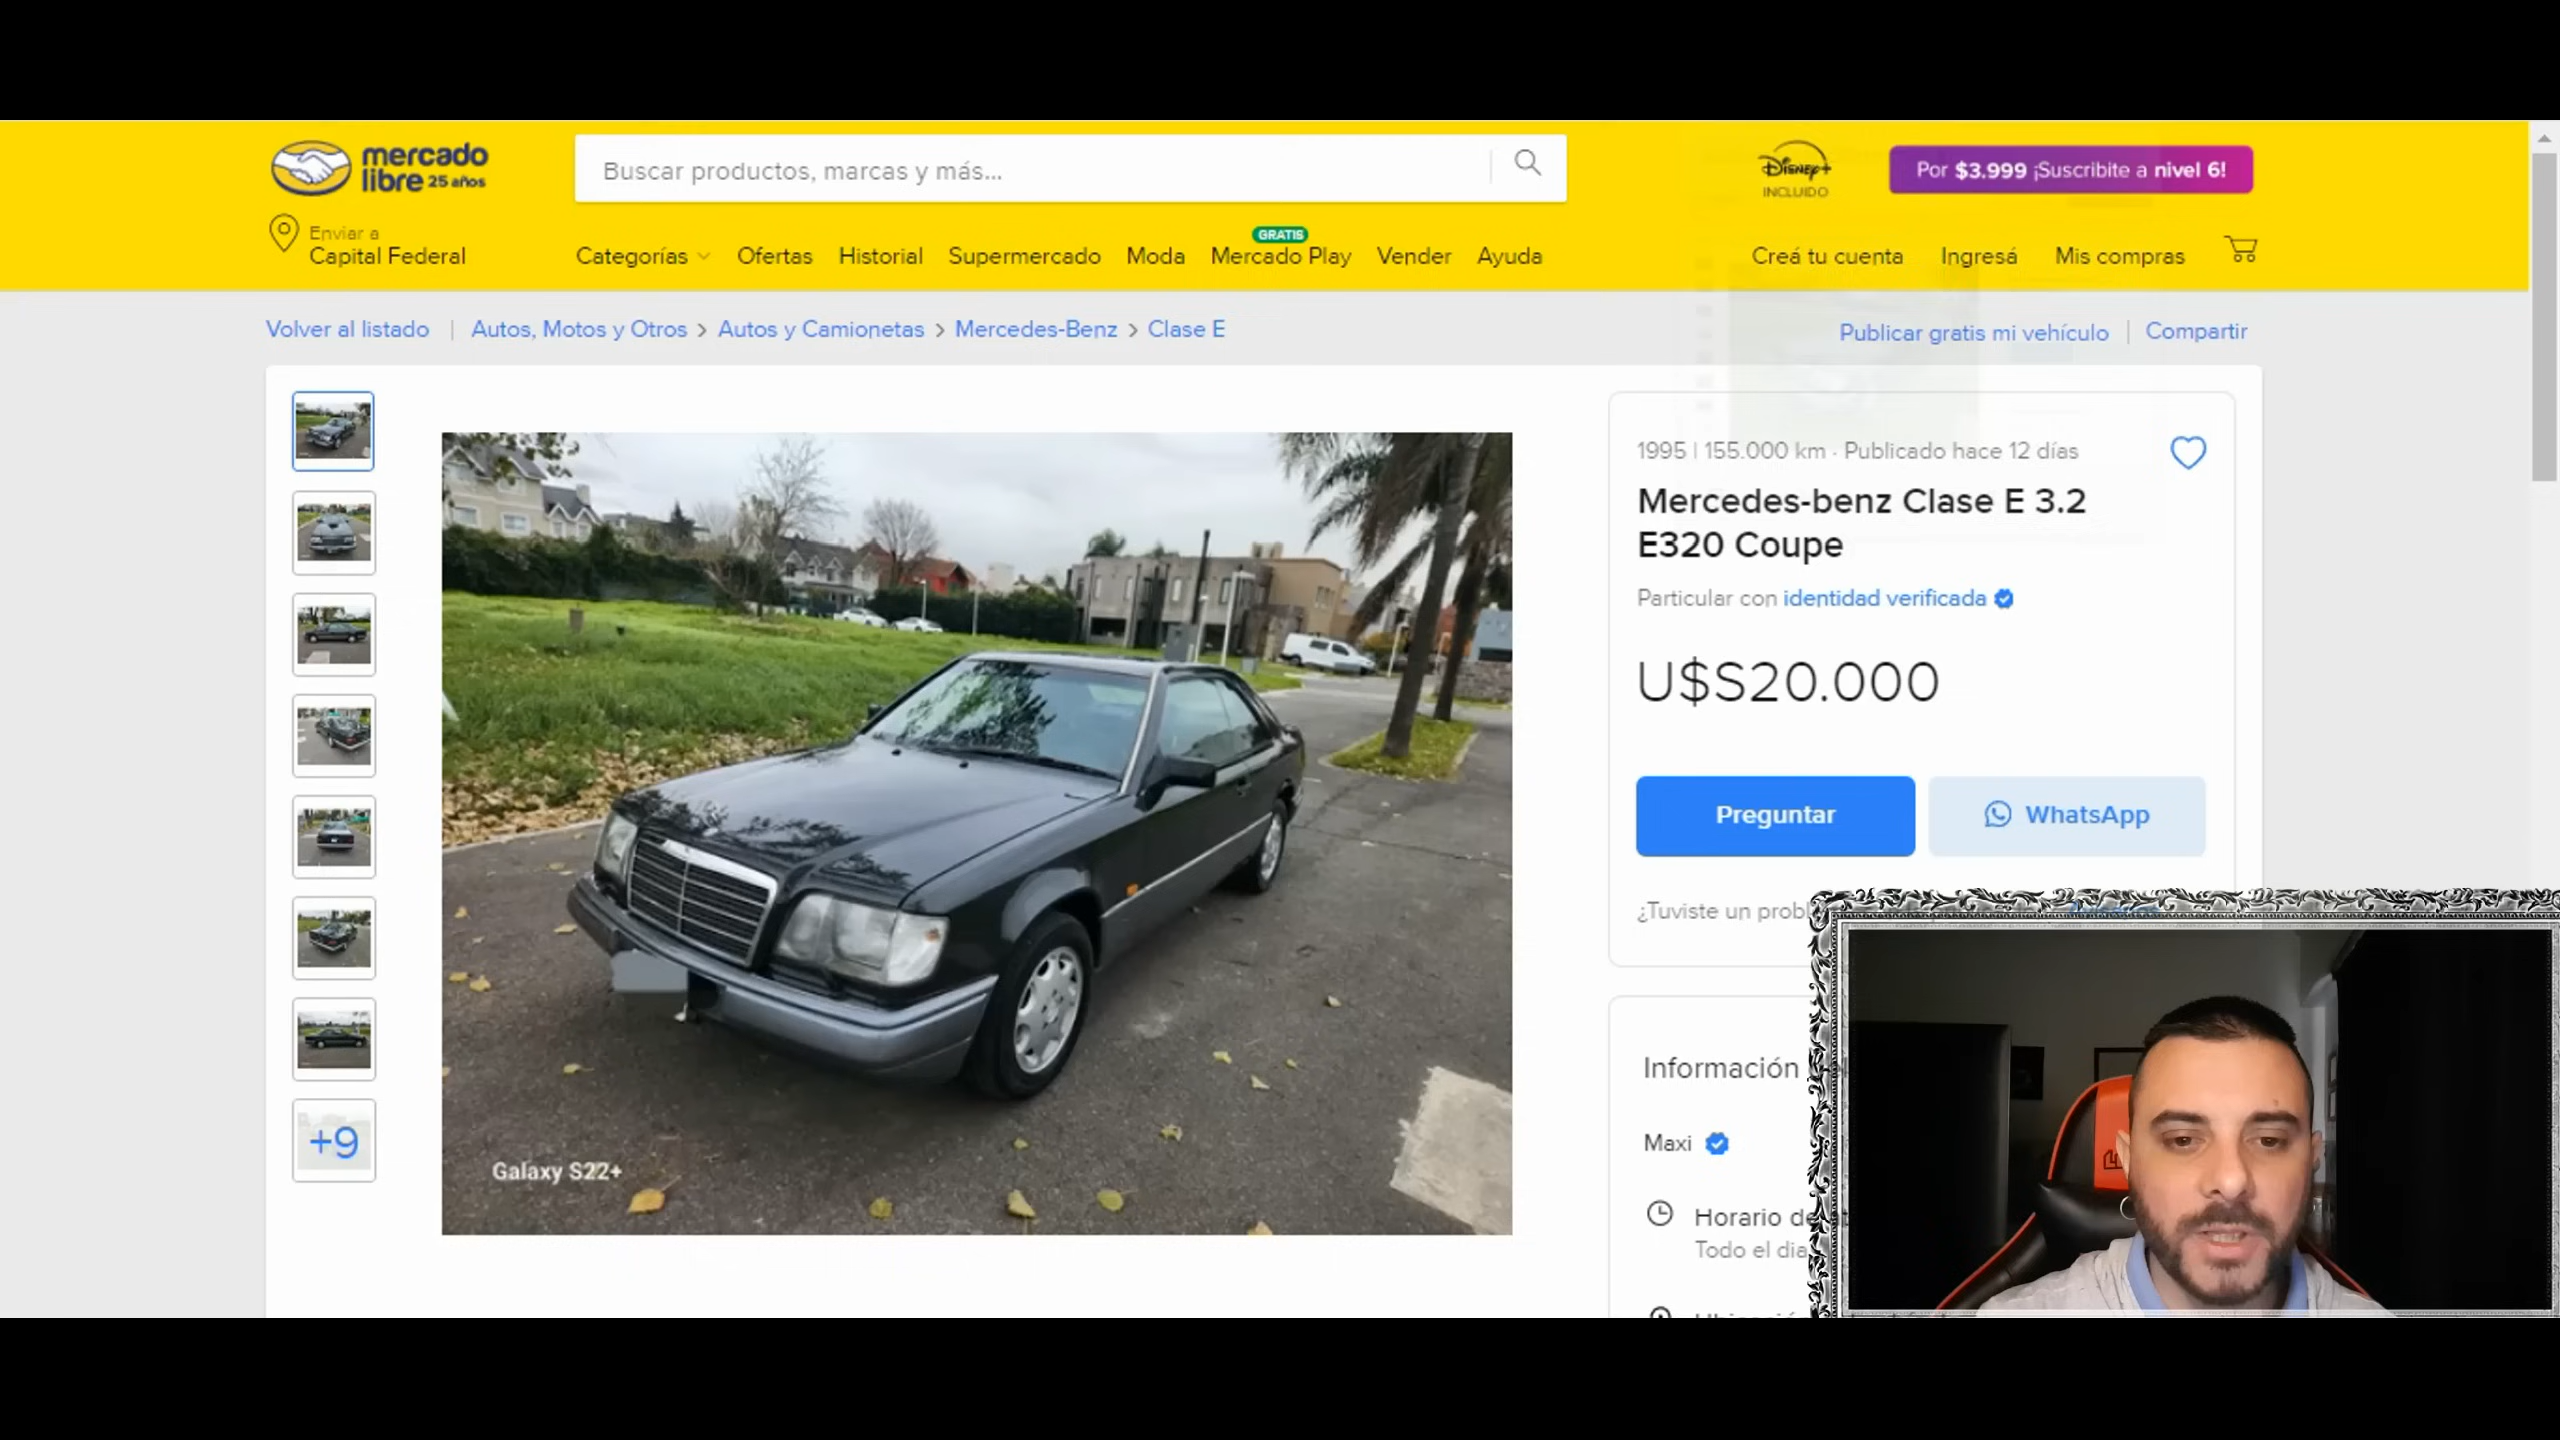 mercado
libre 25 años
Buscar productos, marcas y más...
Disney+
INCLUIDO
Por $3.999 ¡Suscribite a nivel 6!
Enviar a
Capital Federal
Categorías
Ofertas
Historial
Supermercado
Moda
GRATIS
Mercado Play
Vender
Ayuda
Creá tu cuenta
Ingresá
Mis compras
Volver al listado | Autos, Motos y Otros > Autos y Camionetas > Mercedes-Benz > Clase E
Publicar gratis mi vehículo | Compartir
+9
Galaxy S22+
1995 | 155.000 km · Publicado hace 12 días
Mercedes-benz Clase E 3.2
E320 Coupe
Particular con identidad verificada
U$S20.000
Preguntar
WhatsApp
¿Tuviste un
Información
Maxi
Horario
Todo el dia